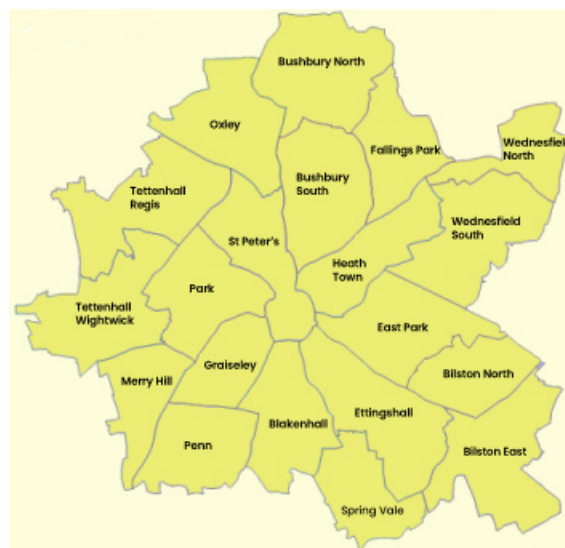 Bushbury North
Oxley
Fallings Park
Wednesfield
North
Tettenhall
Regis
Bushbury
South
Wednesfield
South
St Peter's
Heath
Town
Park
Tettenhall
Wightwick
East Park
Graiseley
Merry Hill
Bilston North
Ettingshall
Blakenhall
Penn
Bilston East
Spring Vale